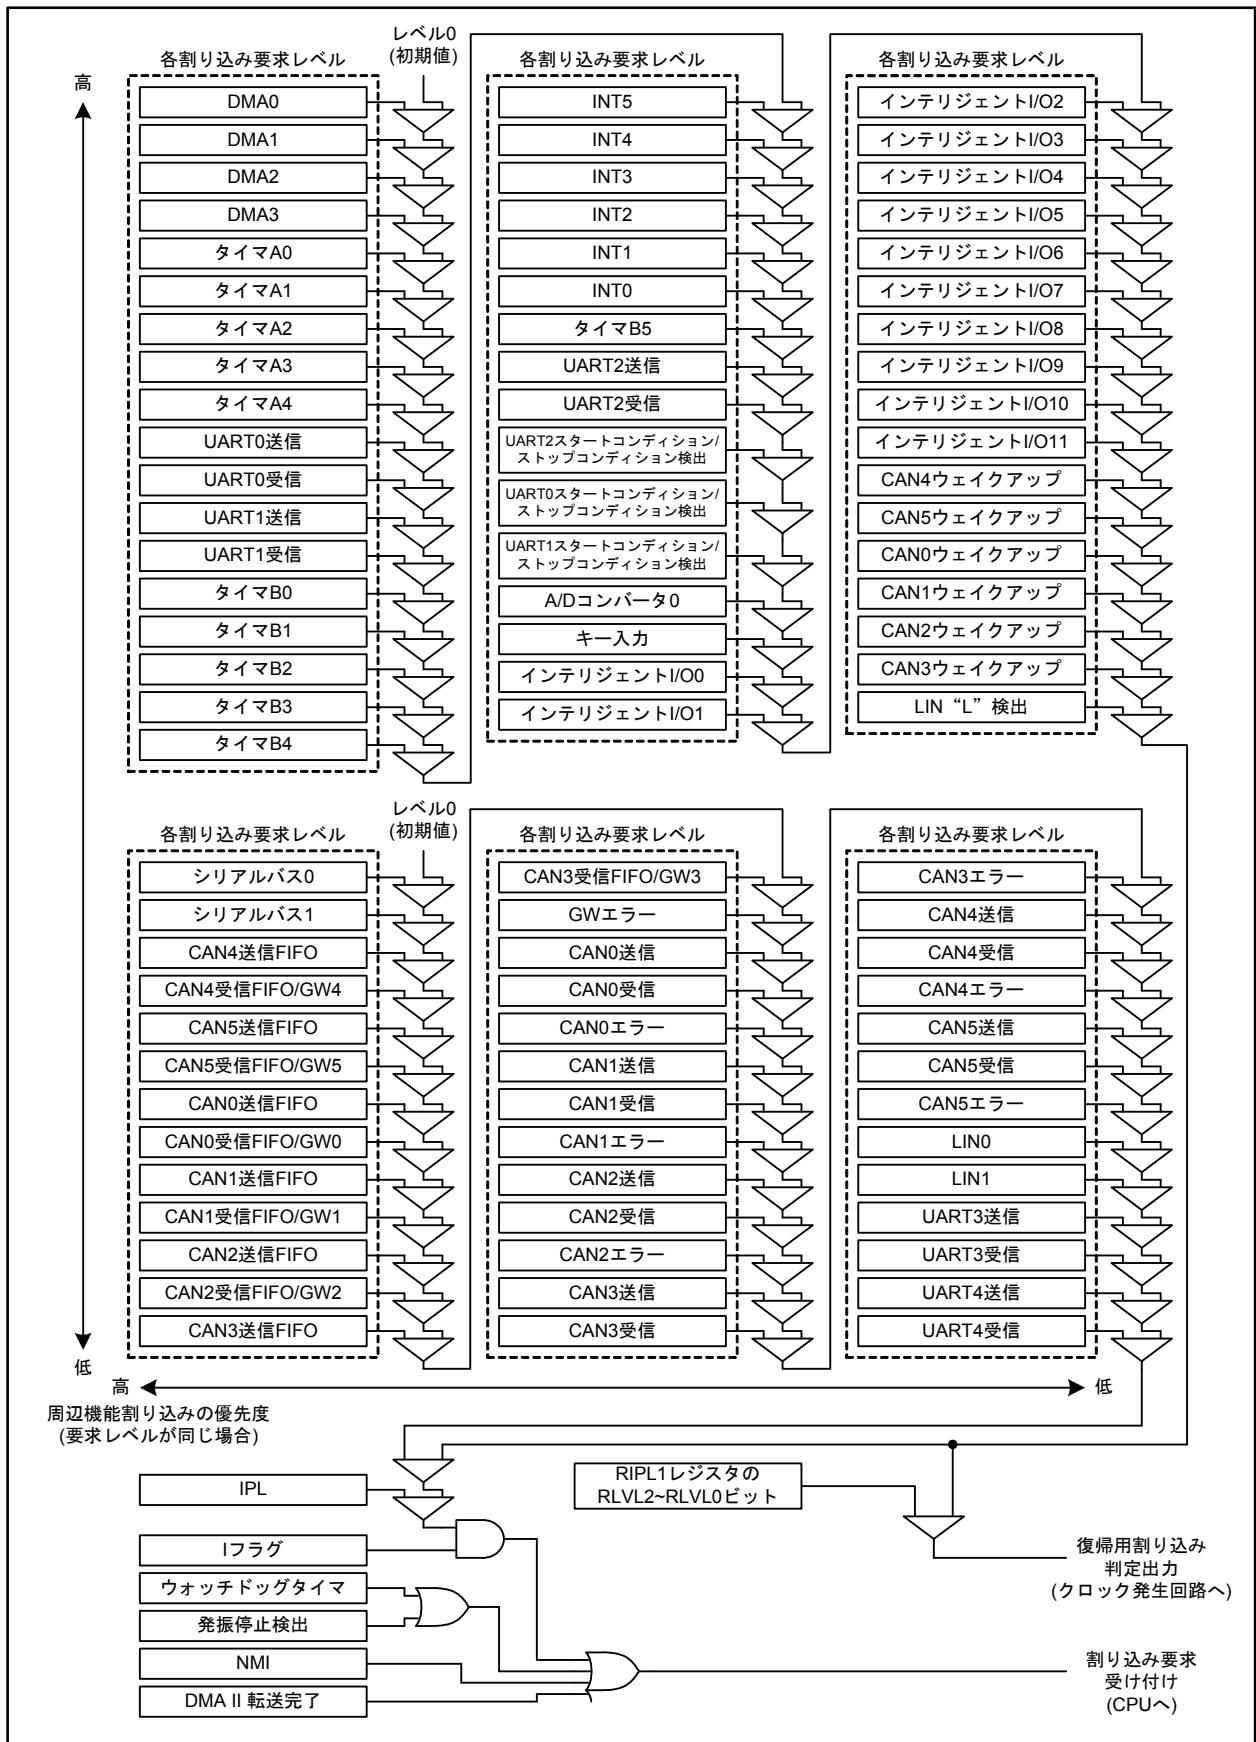 レベル0
(初期値)
各割り込み要求レベル
各割り込み要求レベル
各割り込み要求レベル
高
DMA0
DMA1
DMA2
DMA3
タイマA0
タイマA1
タイマA2
タイマA3
タイマA4
UART0送信
UART0受信
UART1送信
UART1受信
タイマB0
タイマB1
タイマB2
タイマB3
タイマB4
INT5
INT4
INT3
INT2
INT1
INT0
タイマB5
UART2送信
UART2受信
UART2スタートコンディション/
ストップコンディション検出
UART0スタートコンディション/
ストップコンディション検出
UART1スタートコンディション/
ストップコンディション検出
A/Dコンバータ0
キー入力
インテリジェントI/O0
インテリジェントI/O1
インテリジェントI/O2
インテリジェントI/O3
インテリジェントI/O4
インテリジェントI/O5
インテリジェントI/O6
インテリジェントI/O7
インテリジェントI/O8
インテリジェントI/O9
インテリジェントI/O10
インテリジェントI/O11
CAN4ウェイクアップ
CAN5ウェイクアップ
CAN0ウェイクアップ
CAN1ウェイクアップ
CAN2ウェイクアップ
CAN3ウェイクアップ
LIN“L”検出
レベル0
(初期値)
各割り込み要求レベル
各割り込み要求レベル
各割り込み要求レベル
シリアルバス0
シリアルバス1
CAN4送信FIFO
CAN4受信FIFO/GW4
CAN5送信FIFO
CAN5受信FIFO/GW5
CAN0送信FIFO
CAN0受信FIFO/GW0
CAN1送信FIFO
CAN1受信FIFO/GW1
CAN2送信FIFO
CAN2受信FIFO/GW2
CAN3送信FIFO
CAN3受信FIFO/GW3
GWエラー
CAN0送信
CAN0受信
CAN0エラー
CAN1送信
CAN1受信
CAN1エラー
CAN2送信
CAN2受信
CAN2エラー
CAN3送信
CAN3受信
CAN3エラー
CAN4送信
CAN4受信
CAN4エラー
CAN5送信
CAN5受信
CAN5エラー
LIN0
LIN1
UART3送信
UART3受信
UART4送信
UART4受信
低
高
低
周辺機能割り込みの優先度
(要求レベルが同じ場合)
IPL
RIPL1レジスタの
RLVL2~RLVL0ビット
Iフラグ
ウォッチドッグタイマ
発振停止検出
NMI
DMA II 転送完了
復帰用割り込み
判定出力
(クロック発生回路へ)
割り込み要求
受け付け
(CPUへ)